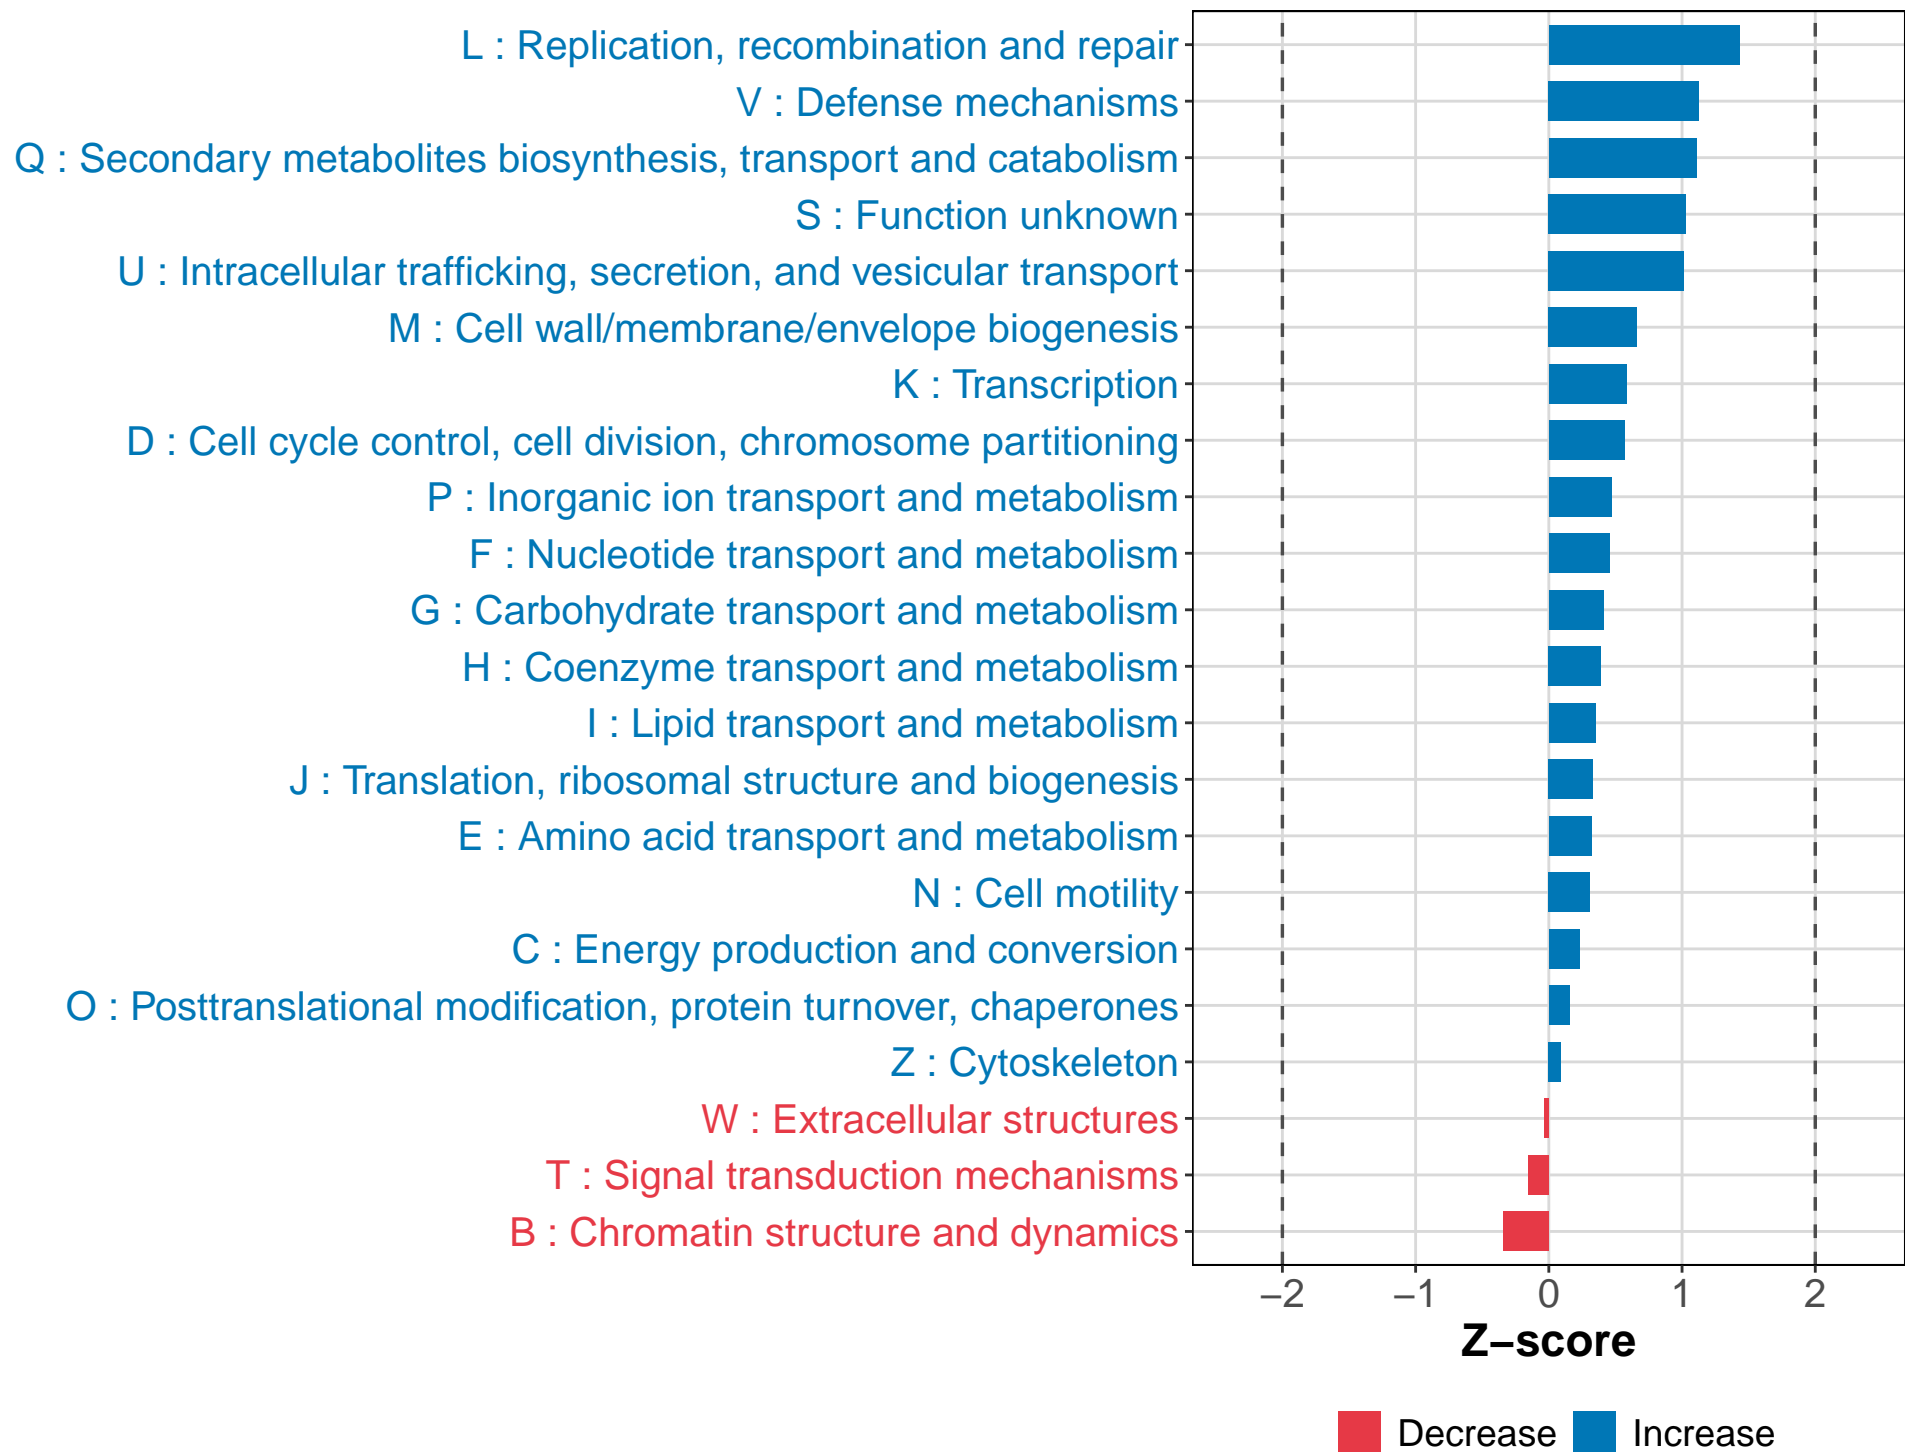 L : Replication, recombination and repair
V : Defense mechanisms
Q : Secondary metabolites biosynthesis, transport and catabolism
S : Function unknown
U : Intracellular trafficking, secretion, and vesicular transport
M : Cell wall/membrane/envelope biogenesis
K : Transcription
D : Cell cycle control, cell division, chromosome partitioning
P : Inorganic ion transport and metabolism
F : Nucleotide transport and metabolism
G : Carbohydrate transport and metabolism
H : Coenzyme transport and metabolism
I : Lipid transport and metabolism
J : Translation, ribosomal structure and biogenesis
E : Amino acid transport and metabolism
N : Cell motility
C : Energy production and conversion
O : Posttranslational modification, protein turnover, chaperones
Z : Cytoskeleton
W : Extracellular structures
T : Signal transduction mechanisms
B : Chromatin structure and dynamics
−2 −1 0 1 2
Z−score
Decrease Increase